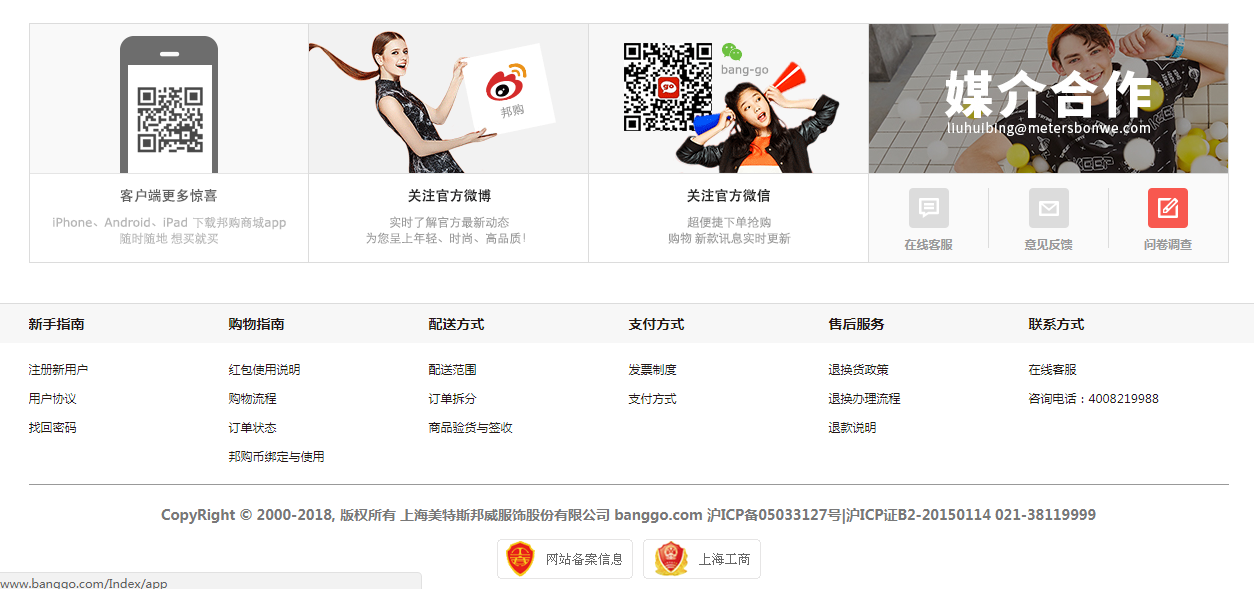 邦购
bang-go
go
媒介合作
liuhuibing@metersbonwe.com
客户端更多惊喜
iPhone、Android、iPad 下载邦购商城app
随时随地 想买就买
关注官方微博
实时了解官方最新动态
为您呈上年轻、时尚、高品质!
关注官方微信
超便捷下单抢购
购物 新款讯息实时更新
在线客服
意见反馈
问卷调查
新手指南
购物指南
配送方式
支付方式
售后服务
联系方式
注册新用户
红包使用说明
配送范围
发票制度
退换货政策
在线客服
用户协议
购物流程
订单拆分
支付方式
退换办理流程
咨询电话：4008219988
找回密码
订单状态
商品验货与签收
退款说明
邦购币绑定与使用
CopyRight © 2000-2018, 版权所有 上海美特斯邦威服饰股份有限公司 banggo.com 沪ICP备05033127号|沪ICP证B2-20150114 021-38119999
网站备案信息
上海工商
www.banggo.com/Index/app